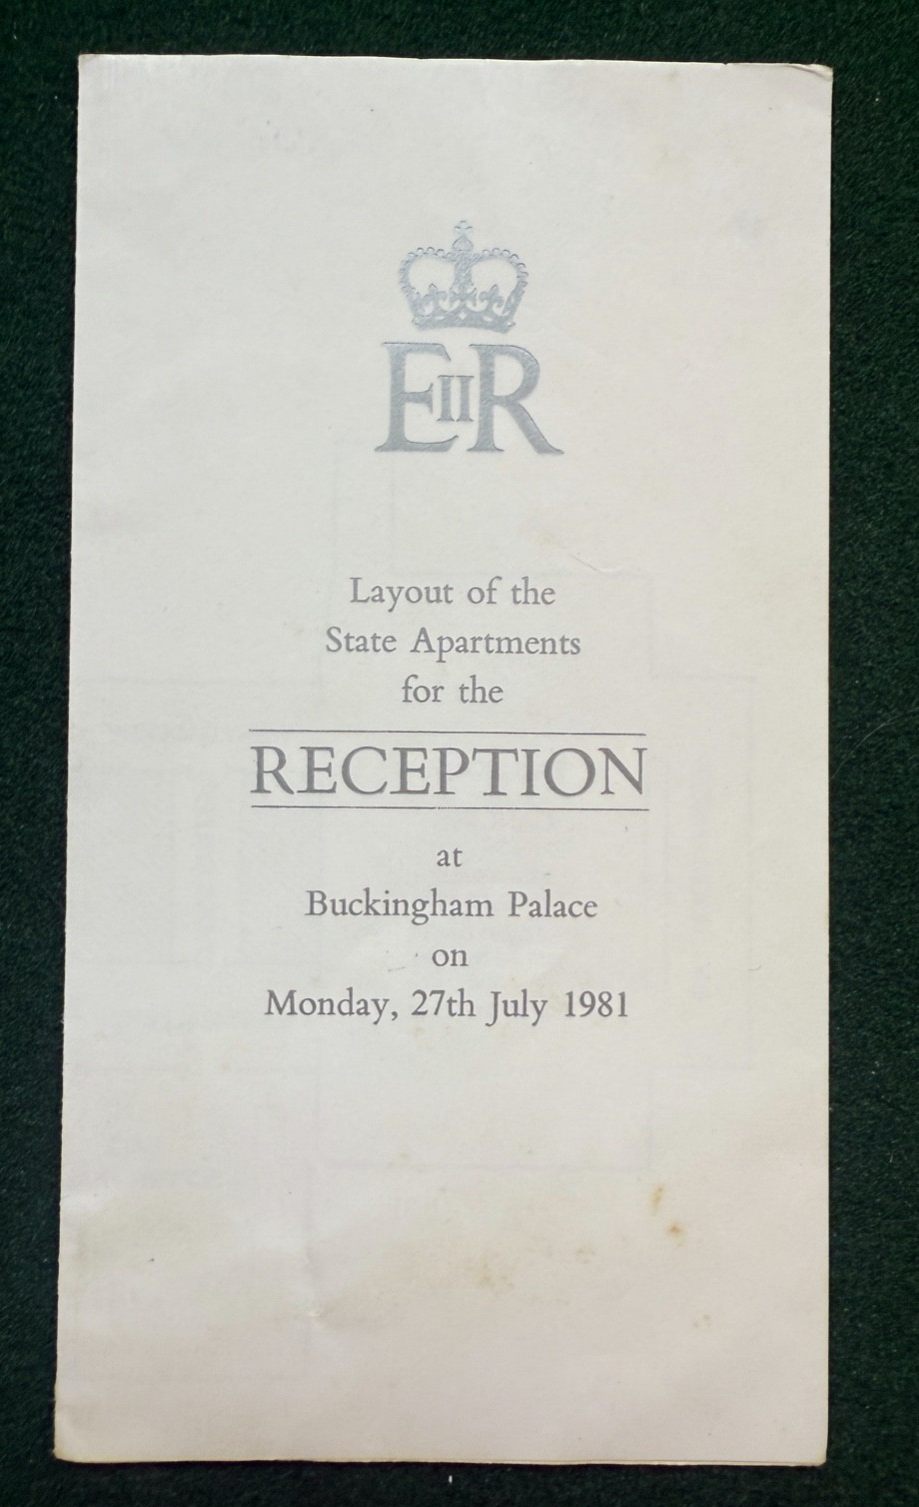 EIIR
Layout of the
State Apartments
for the
RECEPTION
at
Buckingham Palace
on
Monday, 27th July 1981